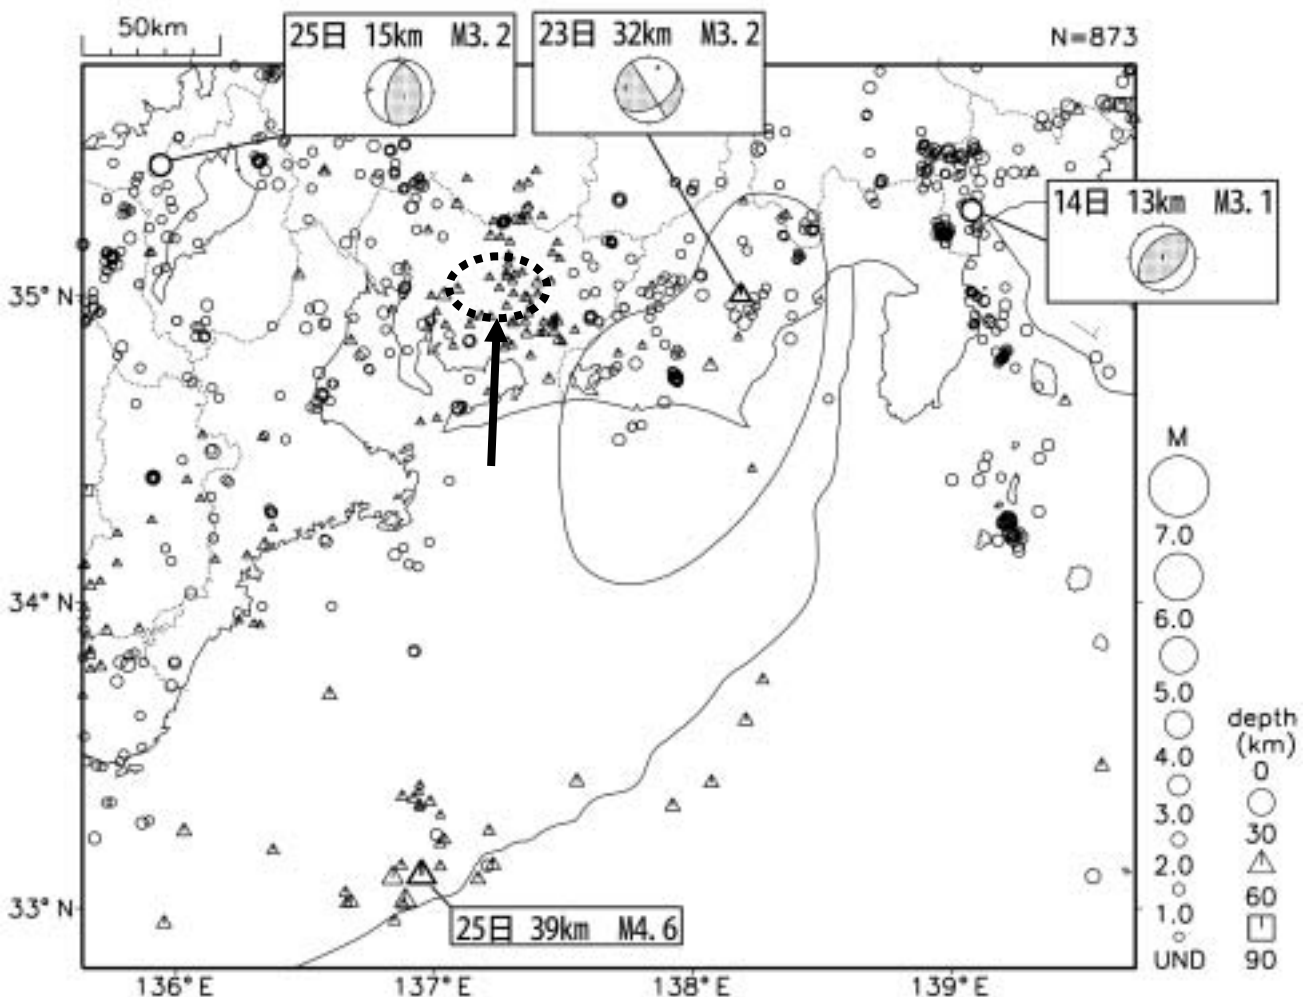 50km
25日 15km M3.2
23日 32km M3.2
N=873
14日 13km M3.1
35°N
34°N
33°N
25日 39km M4.6
136°E
137°E
138°E
139°E
M
7.0
6.0
5.0
4.0
3.0
2.0
1.0
UND
depth
(km)
0
30
60
90